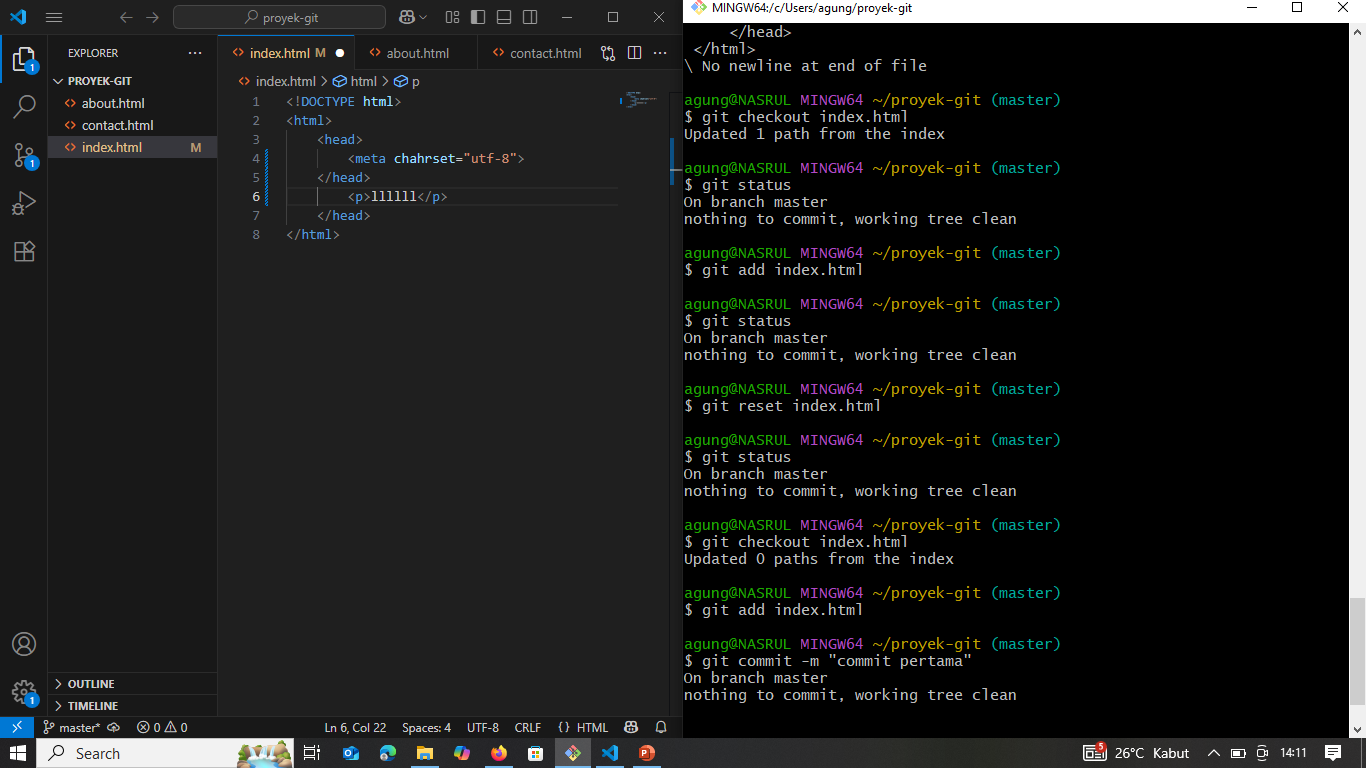 proyek-git
EXPLORER
PROYEK-GIT
about.html
contact.html
index.html M
OUTLINE
TIMELINE
index.html M
about.html
contact.html
index.html > html > p
1 <!DOCTYPE html>
2 <html>
3 <head>
4 <meta chahrset="utf-8">
5 </head>
6 <p>llllll</p>
7 </head>
8 </html>
1
1
1
master*
0 0
Ln 6, Col 22
Spaces: 4
UTF-8
CRLF
{ } HTML
MINGW64:/c/Users/agung/proyek-git
</head>
</html>
\ No newline at end of file
agung@NASRUL MINGW64 ~/proyek-git (master)
$ git checkout index.html
Updated 1 path from the index
agung@NASRUL MINGW64 ~/proyek-git (master)
$ git status
On branch master
nothing to commit, working tree clean
agung@NASRUL MINGW64 ~/proyek-git (master)
$ git add index.html
agung@NASRUL MINGW64 ~/proyek-git (master)
$ git status
On branch master
nothing to commit, working tree clean
agung@NASRUL MINGW64 ~/proyek-git (master)
$ git reset index.html
agung@NASRUL MINGW64 ~/proyek-git (master)
$ git status
On branch master
nothing to commit, working tree clean
agung@NASRUL MINGW64 ~/proyek-git (master)
$ git checkout index.html
Updated 0 paths from the index
agung@NASRUL MINGW64 ~/proyek-git (master)
$ git add index.html
agung@NASRUL MINGW64 ~/proyek-git (master)
$ git commit -m "commit pertama"
On branch master
nothing to commit, working tree clean
Search
5
26°C Kabut
14:11